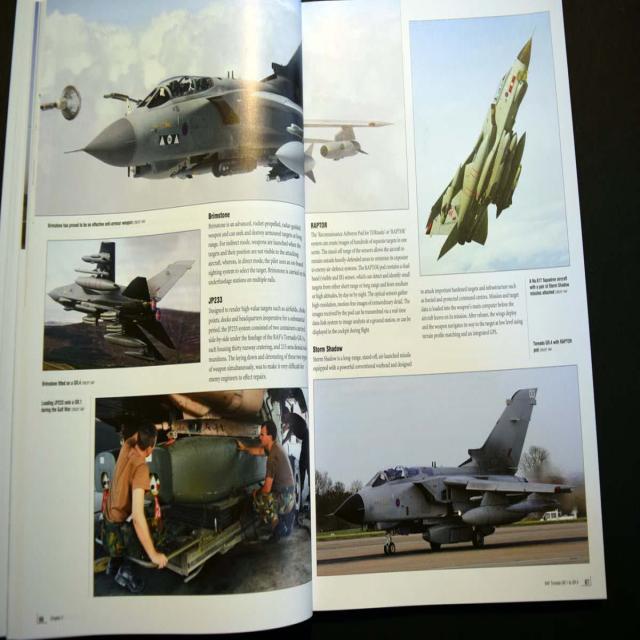 Brimstone has proved to be an effective anti-armour weapon CROWN VIA?
Brimstone
Brimstone is an advanced, rocket-propelled, radar-guided
weapon and can seek and destroy armoured targets at long
range. For indirect mode, weapons are launched when the
targets and their position are not visible to the attacking
aircraft, whereas, in direct mode, the pilot uses an on-board
sighting system to select the target. Brimstone is carried on the
underfuselage stations on multiple rails.
Brimstone fitted on a GR.4
JP233
Designed to render high-value targets such as airfields, choke
points, docks and headquarters inoperative for a substantial
period, the JP233 system consisted of two containers carried
side-by-side under the fuselage of the RAF's Tornado GR.1s,
each housing thirty runway cratering, and 215 area denial
munitions. The laying down and detonating of these two types
of weapon simultaneously, was to make it very difficult for
enemy engineers to effect repairs.
Loading JP233 onto a GR.1
during the Gulf War
Chapter
RAPTOR
The 'Reconnaissance Airborne Pod for TORnado' or 'RAPTOR'
system can create images of hundreds of separate targets in one
sortie. The stand-off range of the sensors allows the aircraft to
remain outside heavily-defended areas to minimise its exposure
to enemy air-defence systems. The RAPTOR pod contains a dual
band (visible and IR) sensor, which can detect and identify small
targets from either short range or long range and from medium
or high altitudes, by day or by night. The optical sensors gather
high-resolution, motion free images of extraordinary detail. The
images received by the pod can be transmitted via a real-time
data-link system to image analysts at a ground station, or can be
displayed in the cockpit during flight.
Storm Shadow
Storm Shadow is a long-range, stand-off, air-launched missile
equipped with a powerful conventional warhead and designed
to attack important hardened targets and infrastructure such
as buried and protected command centres. Mission and target
data is loaded into the weapon's main computer before the
aircraft leaves on its mission. After release, the wings deploy
and the weapon navigates its way to the target at low level using
terrain profile matching and an integrated GPS.
A No.617 Squadron aircraft
with a pair of Storm Shadow
missiles attached
Tornado GR.4 with RAPTOR
pod
RAF Tornado GR.1 & GR.4